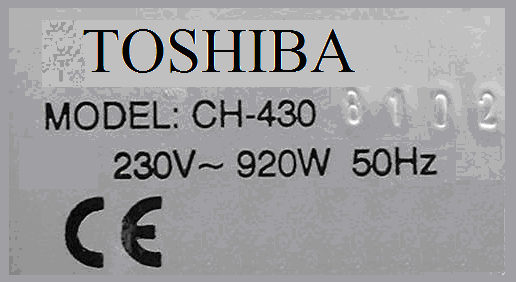 TOSHIBA
MODEL: CH-430 8102
230V~ 920W 50Hz
CE